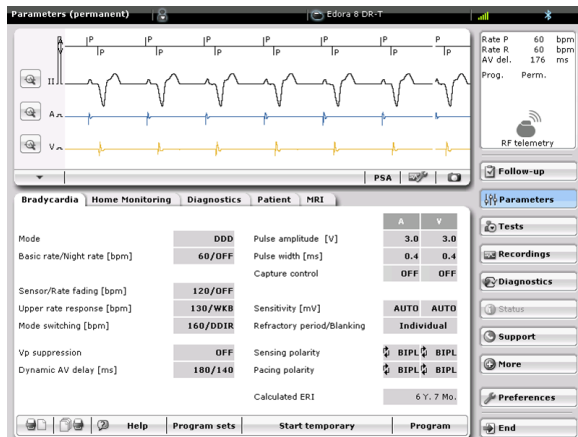 Parameters (permanent)
Edora 8 DR-T
A P P P P P P
V P P P P P
II
A
V
Rate P 60 bpm
Rate R 60 bpm
AV del. 176 ms
Prog. Perm.
RF telemetry
PSA
Bradycardia Home Monitoring Diagnostics Patient MRI
A V
Mode DDD Pulse amplitude [V] 3.0 3.0
Basic rate/Night rate [bpm] 60/OFF Pulse width [ms] 0.4 0.4
Capture control OFF OFF
Sensor/Rate fading [bpm] 120/OFF
Upper rate response [bpm] 130/WKB Sensitivity [mV] AUTO AUTO
Mode switching [bpm] 160/DDIR Refractory period/Blanking Individual
Vp suppression OFF Sensing polarity BIPL BIPL
Dynamic AV delay [ms] 180/140 Pacing polarity BIPL BIPL
Calculated ERI 6 Y. 7 Mo.
Help Program sets Start temporary Program
Follow-up
Parameters
Tests
Recordings
Diagnostics
Status
Support
More
Preferences
End